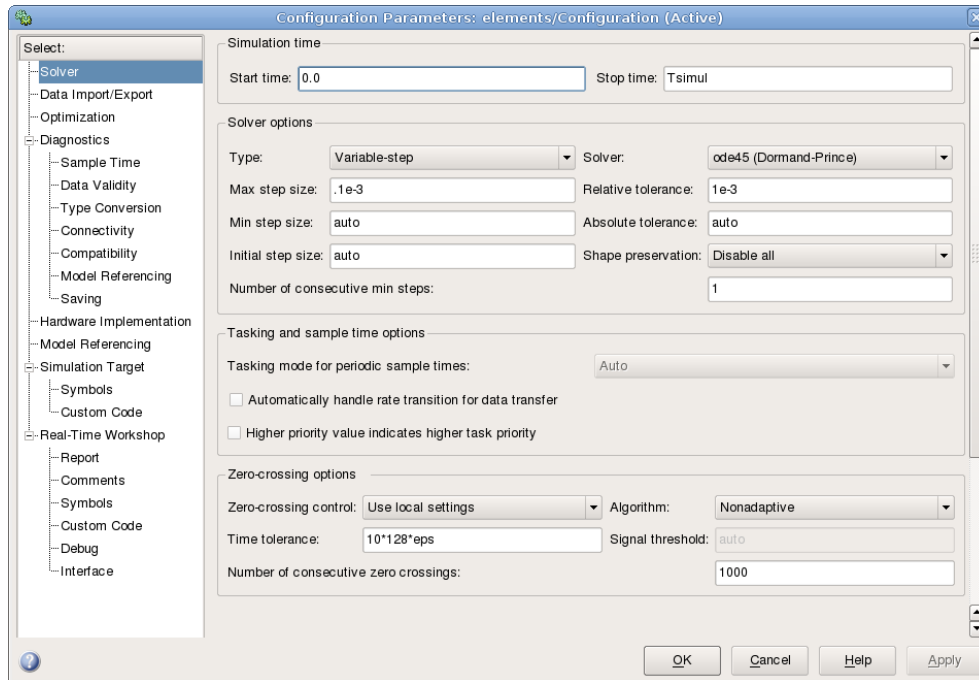 Configuration Parameters: elements/Configuration (Active)
Select:
Solver
Data Import/Export
Optimization
Diagnostics
Sample Time
Data Validity
Type Conversion
Connectivity
Compatibility
Model Referencing
Saving
Hardware Implementation
Model Referencing
Simulation Target
Symbols
Custom Code
Real-Time Workshop
Report
Comments
Symbols
Custom Code
Debug
Interface
Simulation time
Start time: 0.0 Stop time: Tsimul
Solver options
Type: Variable-step Solver: ode45 (Dormand-Prince)
Max step size: .1e-3 Relative tolerance: 1e-3
Min step size: auto Absolute tolerance: auto
Initial step size: auto Shape preservation: Disable all
Number of consecutive min steps: 1
Tasking and sample time options
Tasking mode for periodic sample times: Auto
Automatically handle rate transition for data transfer
Higher priority value indicates higher task priority
Zero-crossing options
Zero-crossing control: Use local settings Algorithm: Nonadaptive
Time tolerance: 10*128*eps Signal threshold: auto
Number of consecutive zero crossings: 1000
OK Cancel Help Apply